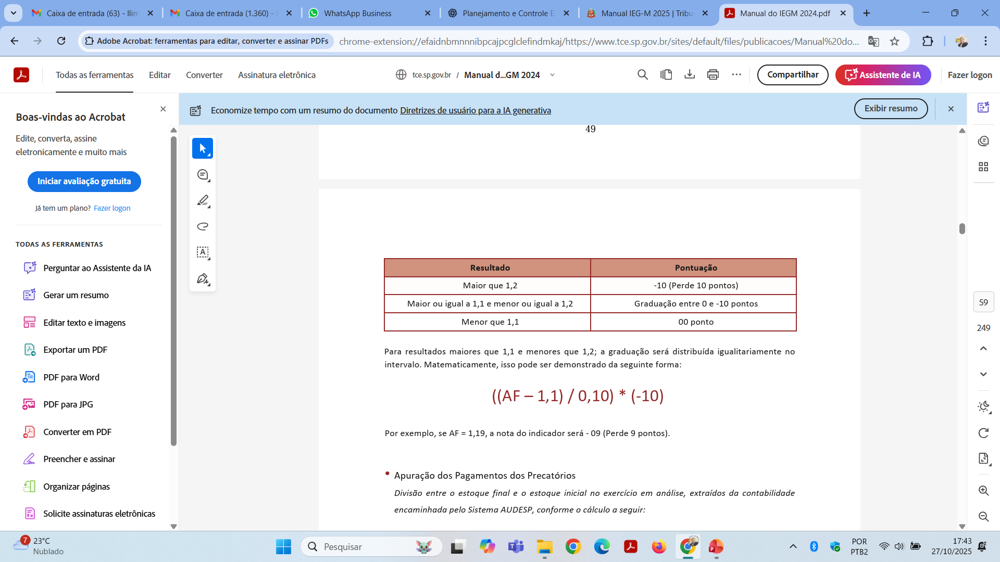 Caixa de entrada (63) - Ilim
Caixa de entrada (1.360) -
WhatsApp Business
Planejamento e Controle E
Manual IEG-M 2025 | Tribu
Manual do IEGM 2024.pdf
Adobe Acrobat: ferramentas para editar, converter e assinar PDFs
chrome-extension://efaidnbmnnnibpcajpcglclefindmkaj/https://www.tce.sp.gov.br/sites/default/files/publicacoes/Manual%20do...
Todas as ferramentas
Editar
Converter
Assinatura eletrônica
tce.sp.gov.br / Manual d...GM 2024
Compartilhar
Assistente de IA
Fazer logon
Boas-vindas ao Acrobat
Edite, converta, assine
eletronicamente e muito mais
Iniciar avaliação gratuita
Já tem um plano? Fazer logon
TODAS AS FERRAMENTAS
Perguntar ao Assistente da IA
Gerar um resumo
Editar texto e imagens
Exportar um PDF
PDF para Word
PDF para JPG
Converter em PDF
Preencher e assinar
Organizar páginas
Solicite assinaturas eletrônicas
Economize tempo com um resumo do documento Diretrizes de usuário para a IA generativa
Exibir resumo
49
Resultado Pontuação
Maior que 1,2 -10 (Perde 10 pontos)
Maior ou igual a 1,1 e menor ou igual a 1,2 Graduação entre 0 e -10 pontos
Menor que 1,1 00 ponto
Para resultados maiores que 1,1 e menores que 1,2; a graduação será distribuída igualitariamente no
intervalo. Matematicamente, isso pode ser demonstrado da seguinte forma:
((AF – 1,1) / 0,10) * (-10)
Por exemplo, se AF = 1,19, a nota do indicador será - 09 (Perde 9 pontos).
• Apuração dos Pagamentos dos Precatórios
Divisão entre o estoque final e o estoque inicial no exercício em análise, extraídos da contabilidade
encaminhada pelo Sistema AUDESP, conforme o cálculo a seguir:
59
249
7
23°C
Nublado
Pesquisar
POR
PTB2
17:43
27/10/2025